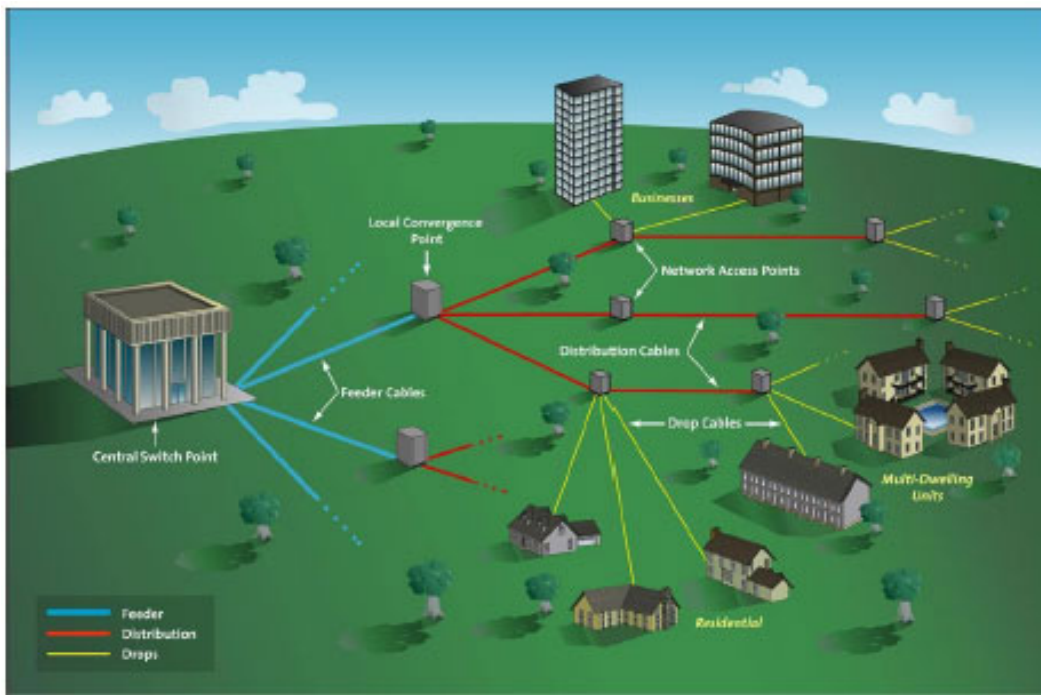 Businesses
Local Convergence
Point
Network Access Points
Distribution Cables
Feeder Cables
Drop Cables
Central Switch Point
Multi-Dwelling
Units
Residential
Feeder
Distribution
Drops